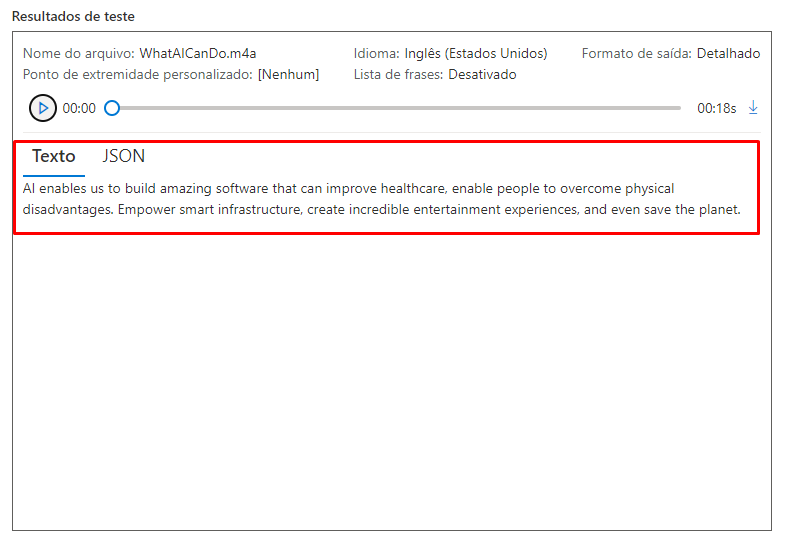 Resultados de teste
Nome do arquivo: WhatAICanDo.m4a Idioma: Inglês (Estados Unidos) Formato de saída: Detalhado
Ponto de extremidade personalizado: [Nenhum] Lista de frases: Desativado
00:00 00:18s
Texto JSON
AI enables us to build amazing software that can improve healthcare, enable people to overcome physical
disadvantages. Empower smart infrastructure, create incredible entertainment experiences, and even save the planet.